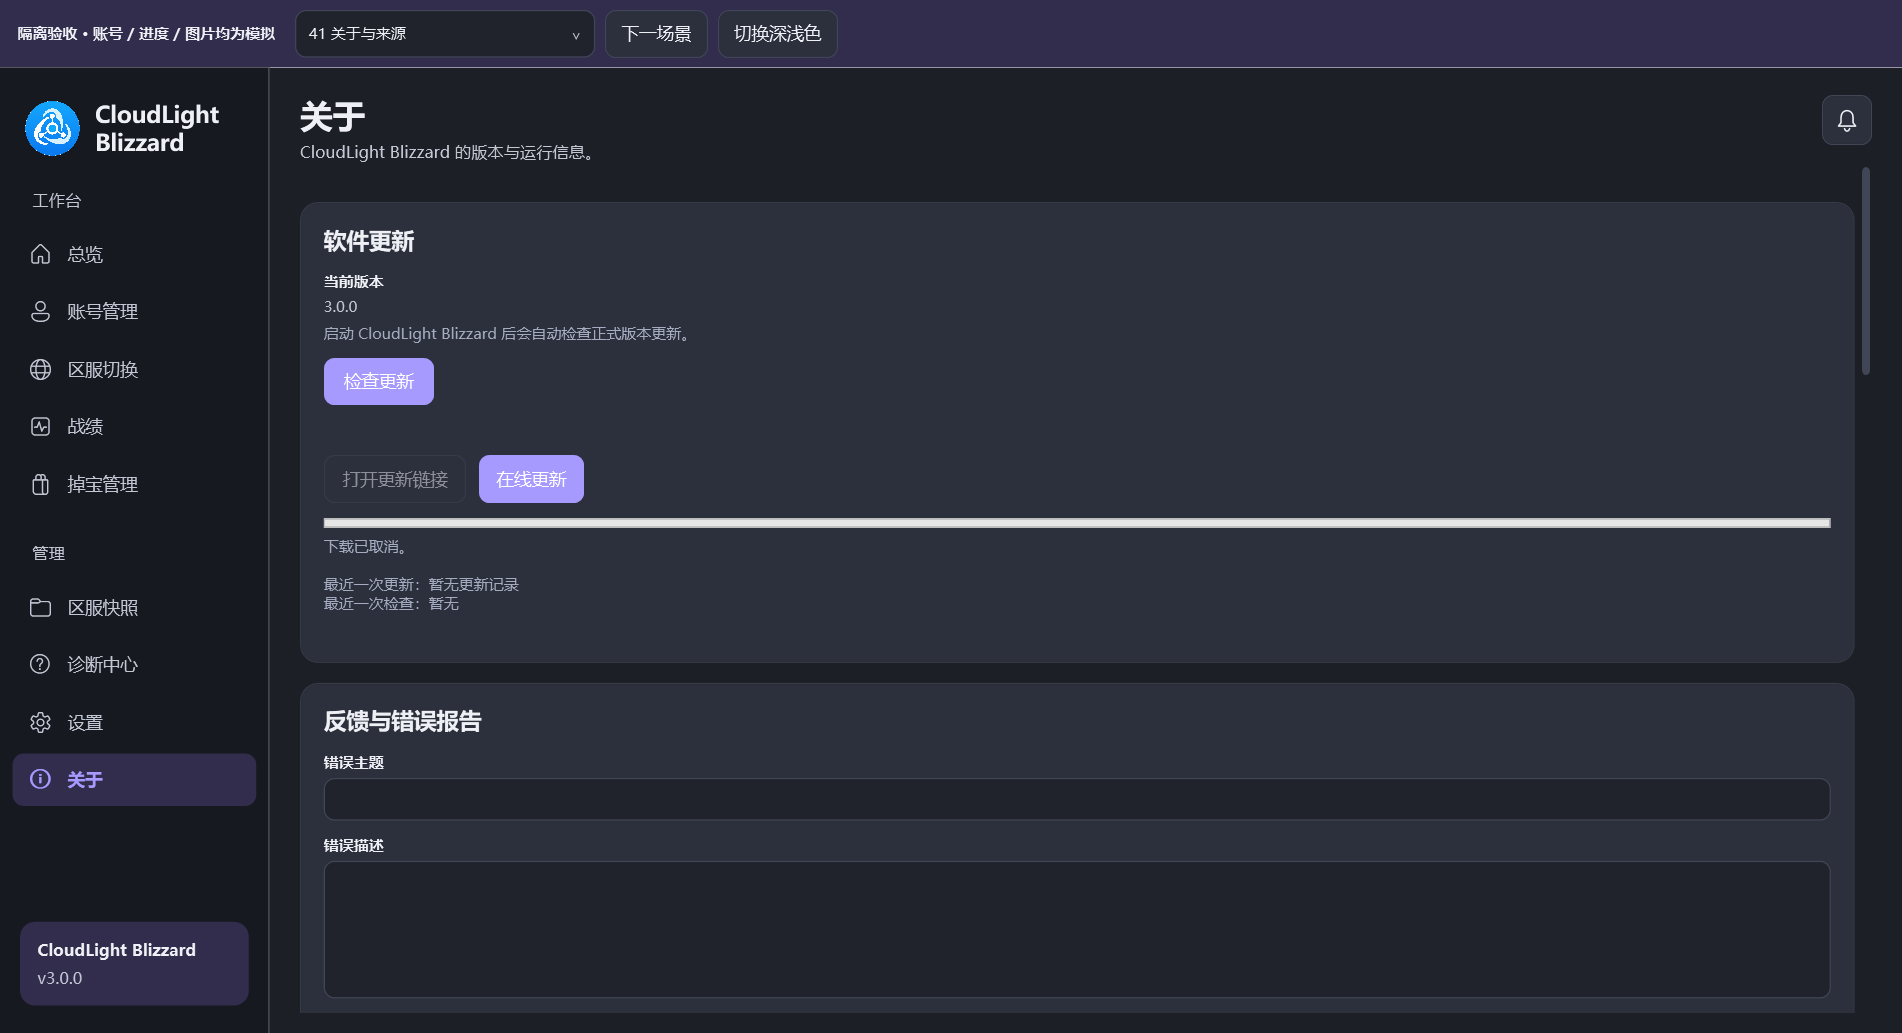 隔离验收 • 账号 / 进度 / 图片均为模拟
41 关于与来源
下一场景
切换深浅色
CloudLight
Blizzard
工作台
总览
账号管理
区服切换
战绩
掉宝管理
管理
区服快照
诊断中心
设置
关于
CloudLight Blizzard
v3.0.0
关于
CloudLight Blizzard 的版本与运行信息。
软件更新
当前版本
3.0.0
启动 CloudLight Blizzard 后会自动检查正式版本更新。
检查更新
打开更新链接
在线更新
下载已取消。
最近一次更新：暂无更新记录
最近一次检查：暂无
反馈与错误报告
错误主题
错误描述